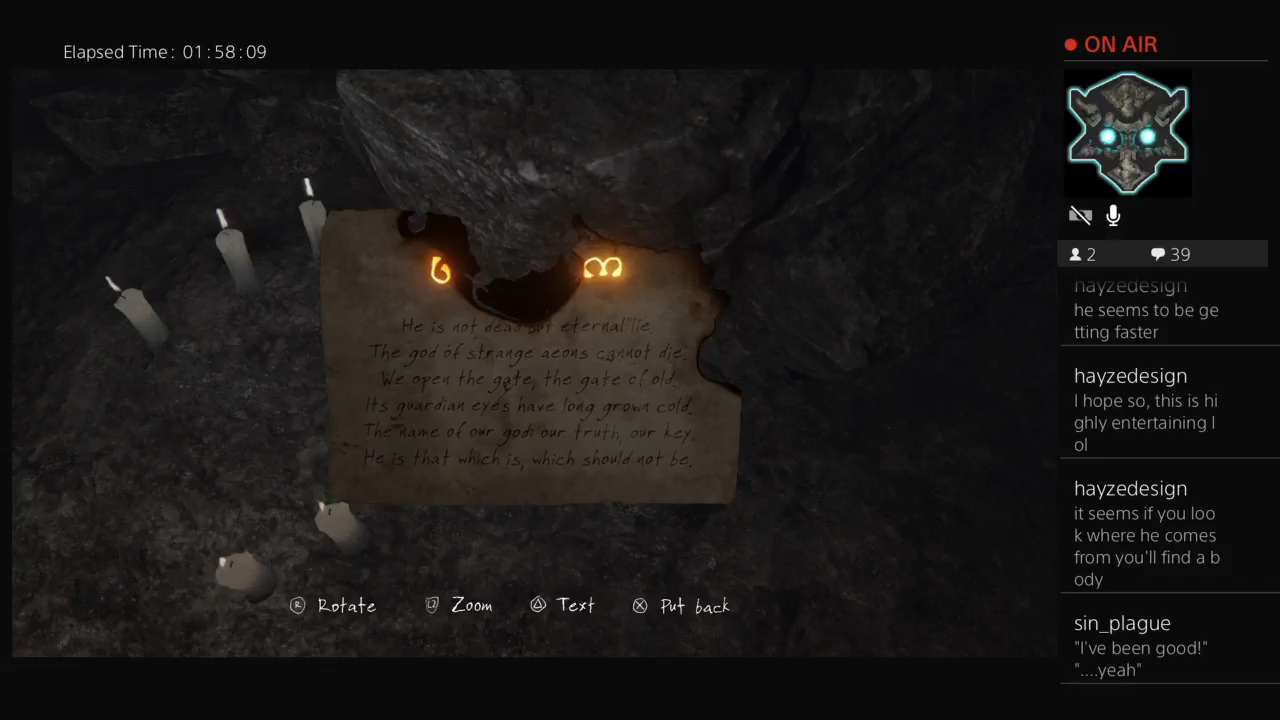 Elapsed Time: 01:58:09
ON AIR
2
39
hayzedesign
he seems to be ge
tting faster
hayzedesign
I hope so, this is hi
ghly entertaining l
ol
hayzedesign
it seems if you loo
k where he comes
from you'll find a b
ody
sin_plague
"I've been good!"
"....yeah"
He is not dead but eternal lie.
The god of strange aeons cannot die.
We open the gate, the gate of old.
Its guardian eyes have long grown cold.
The name of our god: our truth, our key.
He is that which is, which should not be.
R Rotate
L2 Zoom
Text
Put back